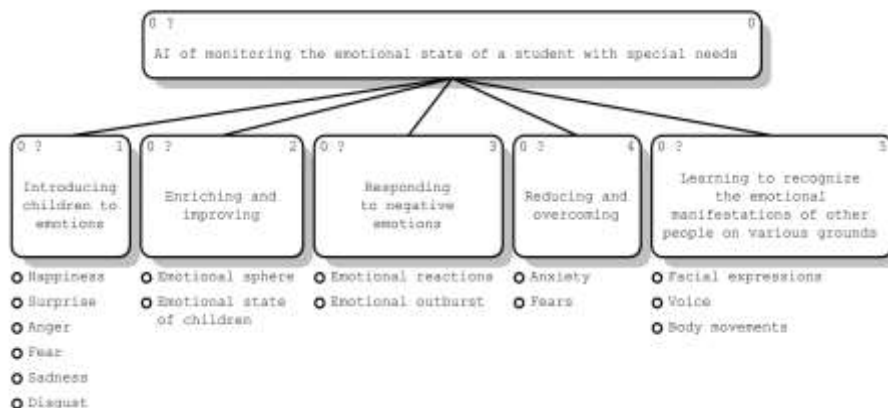 0 ? 0
AI of monitoring the emotional state of a student with special needs
0 ? 1
Introducing
children to
emotions
0 ? 2
Enriching and
improving
0 ? 3
Responding
to negative
emotions
0 ? 4
Reducing and
overcoming
0 ? 5
Learning to recognize
the emotional
manifestations of other
people on various grounds
Happiness
Surprise
Anger
Fear
Sadness
Disgust
Emotional sphere
Emotional state
of children
Emotional reactions
Emotional outburst
Anxiety
Fears
Facial expressions
Voice
Body movements